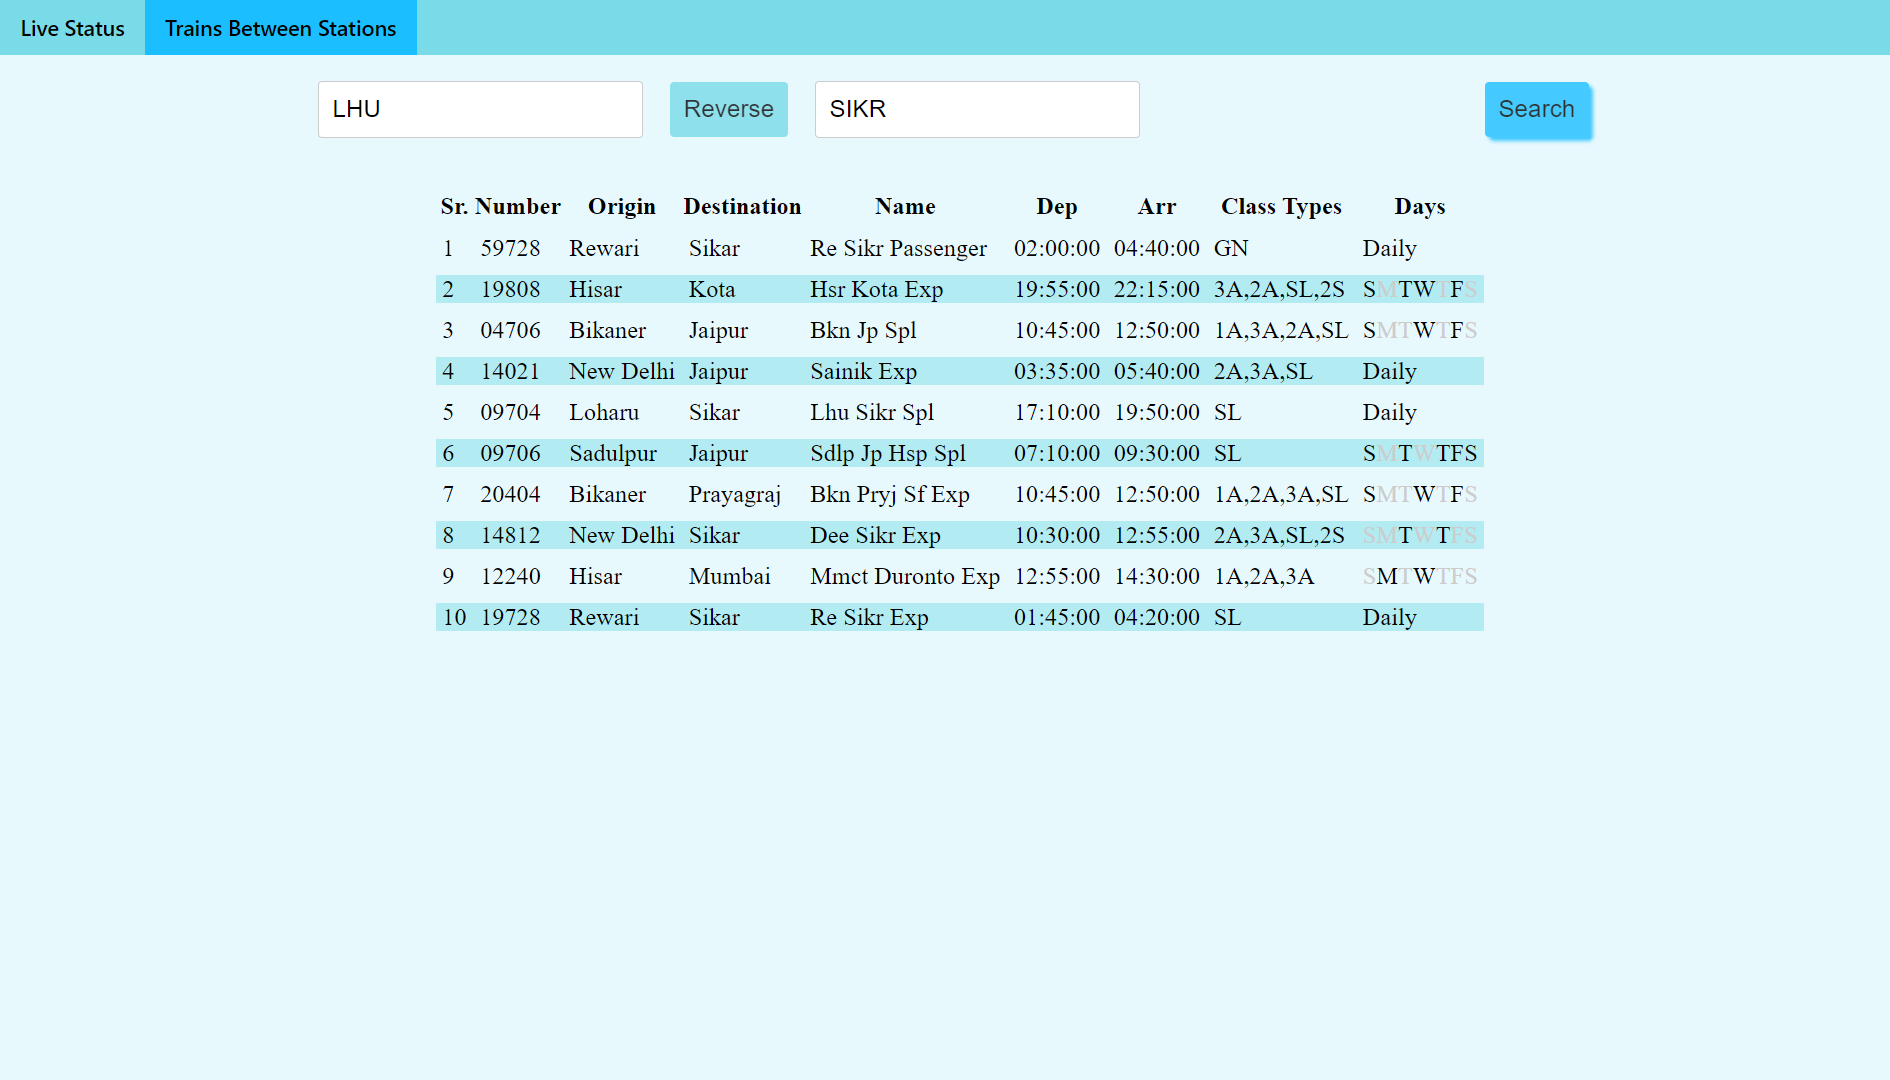 Live Status Trains Between Stations
LHU Reverse SIKR Search
Sr. Number Origin Destination Name Dep Arr Class Types Days
1 59728 Rewari Sikar Re Sikr Passenger 02:00:00 04:40:00 GN Daily
2 19808 Hisar Kota Hsr Kota Exp 19:55:00 22:15:00 3A,2A,SL,2S SMTWTFS
3 04706 Bikaner Jaipur Bkn Jp Spl 10:45:00 12:50:00 1A,3A,2A,SL SMTWTFS
4 14021 New Delhi Jaipur Sainik Exp 03:35:00 05:40:00 2A,3A,SL Daily
5 09704 Loharu Sikar Lhu Sikr Spl 17:10:00 19:50:00 SL Daily
6 09706 Sadulpur Jaipur Sdlp Jp Hsp Spl 07:10:00 09:30:00 SL SMTWTFS
7 20404 Bikaner Prayagraj Bkn Pryj Sf Exp 10:45:00 12:50:00 1A,2A,3A,SL SMTWTFS
8 14812 New Delhi Sikar Dee Sikr Exp 10:30:00 12:55:00 2A,3A,SL,2S SMTWTFS
9 12240 Hisar Mumbai Mmct Duronto Exp 12:55:00 14:30:00 1A,2A,3A SMTWTFS
10 19728 Rewari Sikar Re Sikr Exp 01:45:00 04:20:00 SL Daily